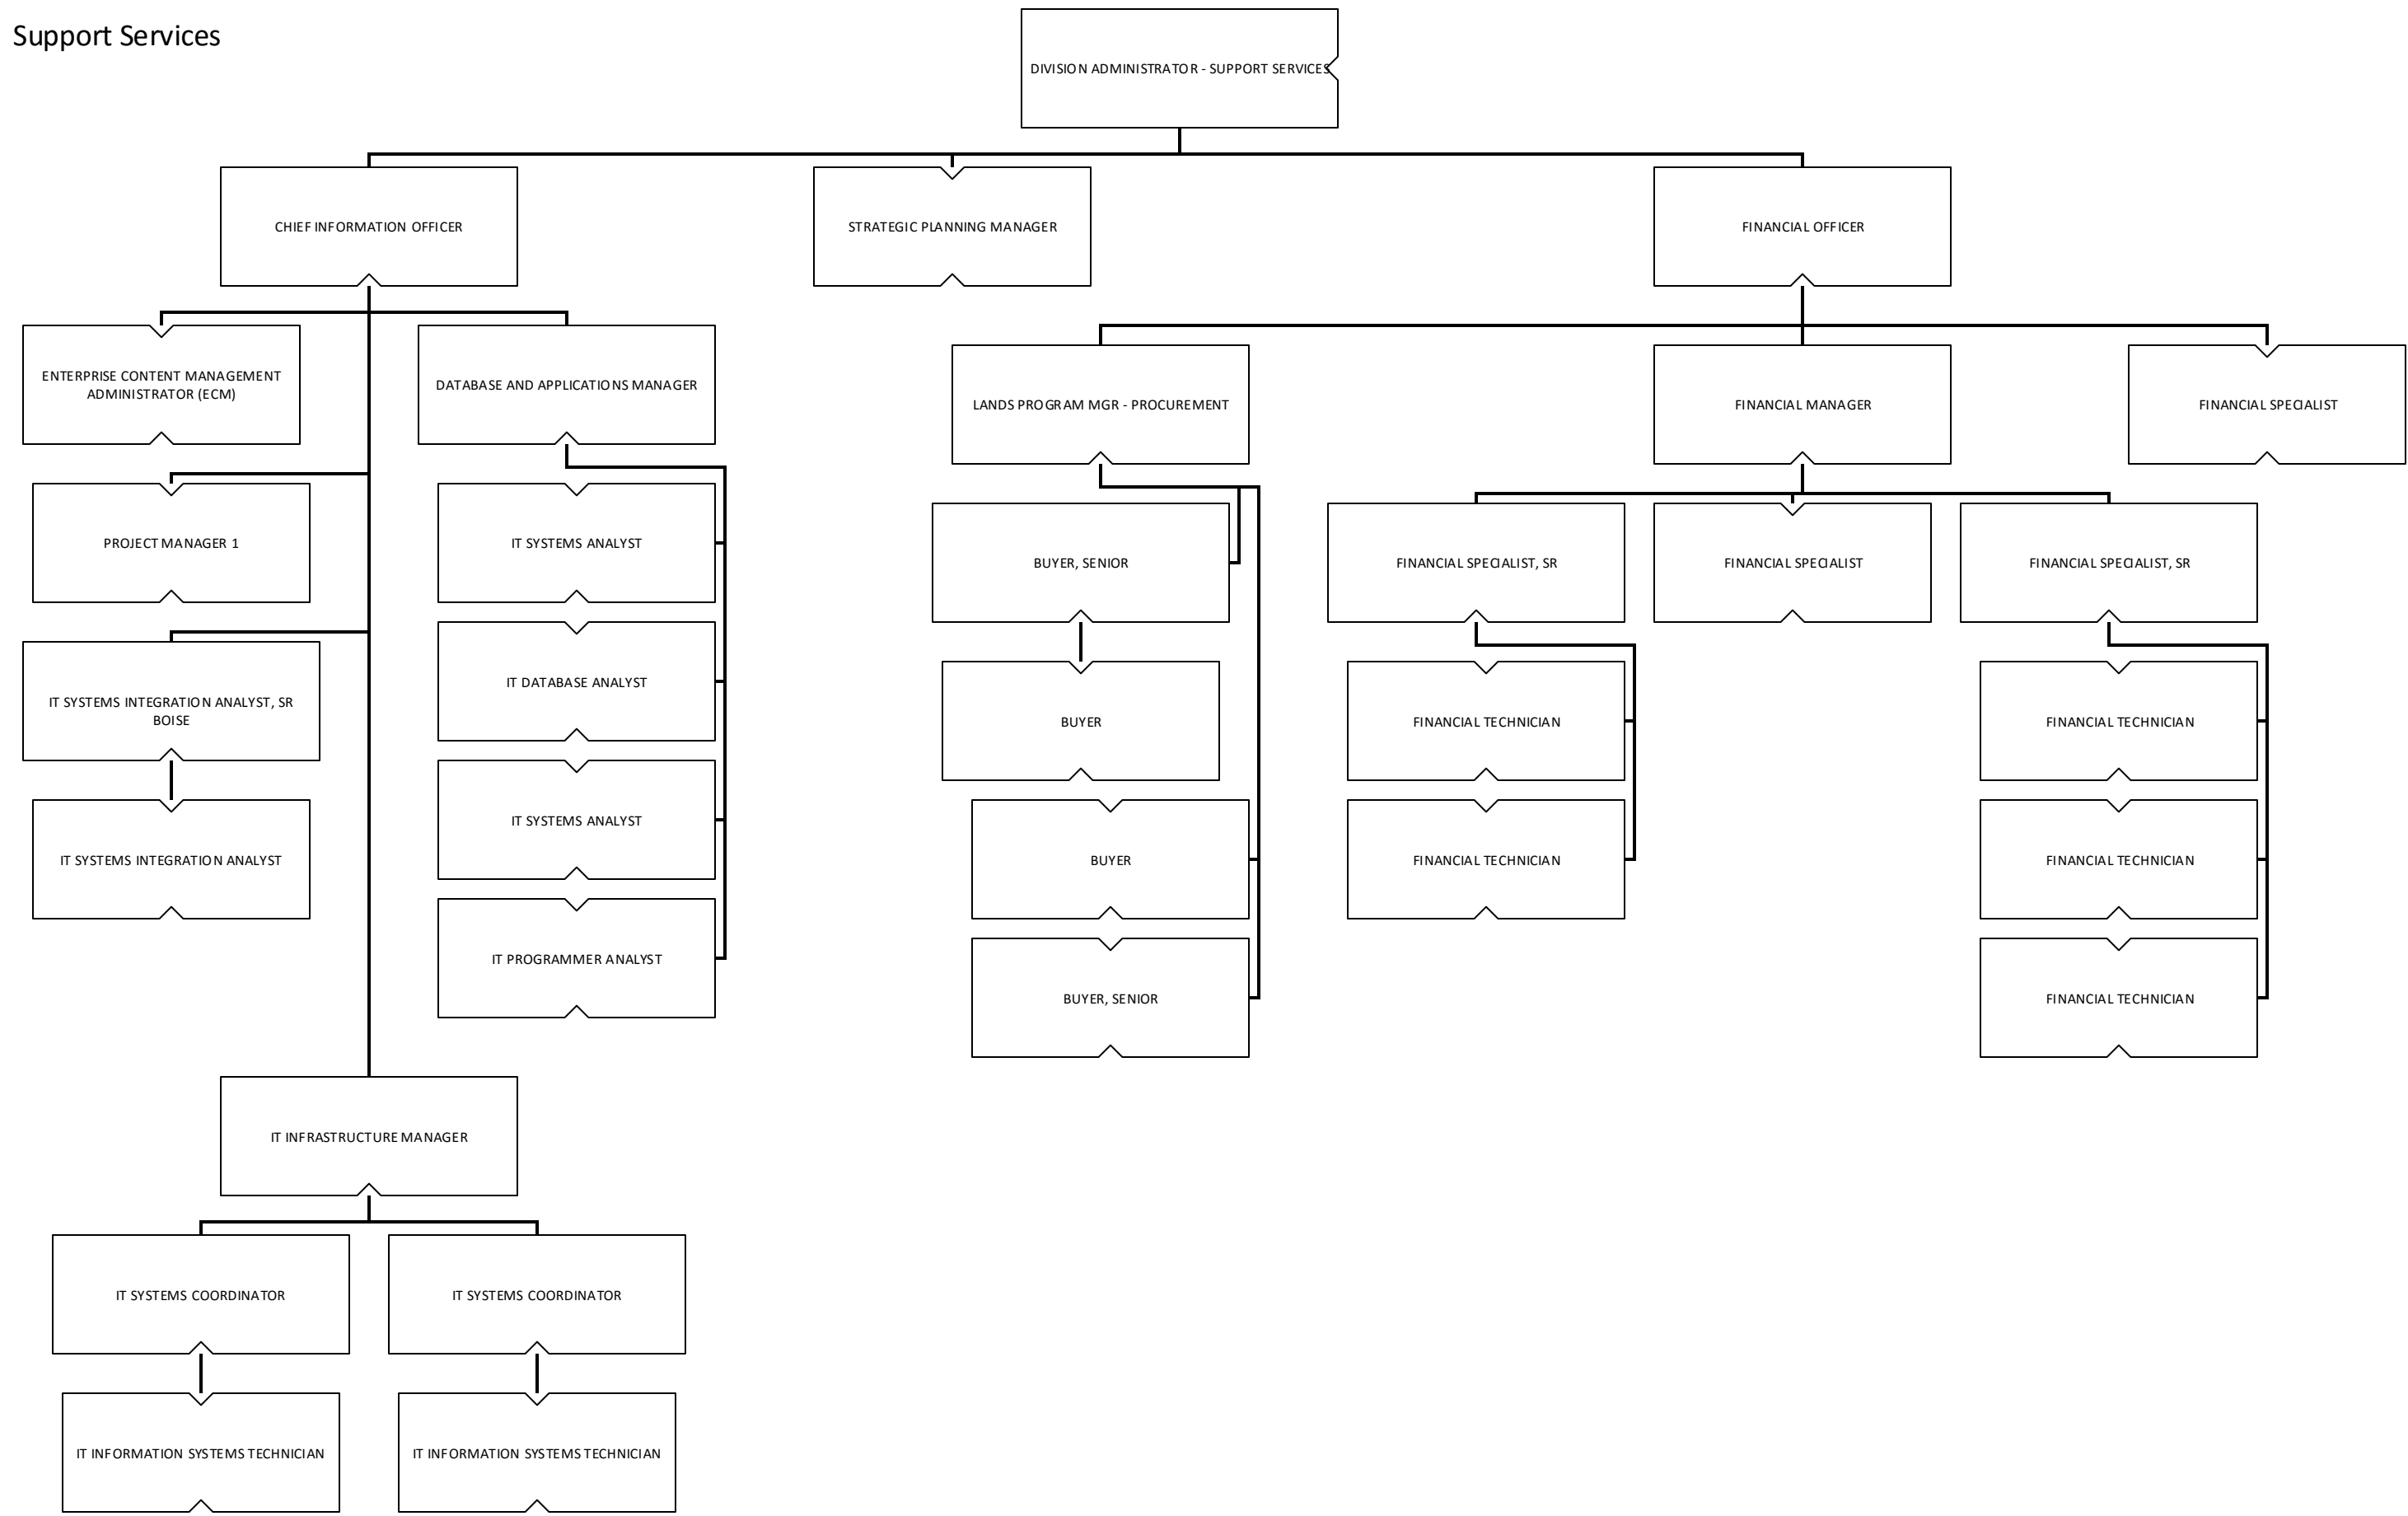 Support Services
DIVISION ADMINISTRATOR - SUPPORT SERVICES
CHIEF INFORMATION OFFICER
STRATEGIC PLANNING MANAGER
FINANCIAL OFFICER
ENTERPRISE CONTENT MANAGEMENT
ADMINISTRATOR (ECM)
DATABASE AND APPLICATIONS MANAGER
LANDS PROGRAM MGR - PROCUREMENT
FINANCIAL MANAGER
FINANCIAL SPECIALIST
PROJECT MANAGER 1
IT SYSTEMS ANALYST
BUYER, SENIOR
FINANCIAL SPECIALIST, SR
FINANCIAL SPECIALIST
FINANCIAL SPECIALIST, SR
IT SYSTEMS INTEGRATION ANALYST, SR
BOISE
IT DATABASE ANALYST
BUYER
FINANCIAL TECHNICIAN
FINANCIAL TECHNICIAN
IT SYSTEMS INTEGRATION ANALYST
IT SYSTEMS ANALYST
BUYER
FINANCIAL TECHNICIAN
FINANCIAL TECHNICIAN
IT PROGRAMMER ANALYST
BUYER, SENIOR
FINANCIAL TECHNICIAN
IT INFRASTRUCTURE MANAGER
IT SYSTEMS COORDINATOR
IT SYSTEMS COORDINATOR
IT INFORMATION SYSTEMS TECHNICIAN
IT INFORMATION SYSTEMS TECHNICIAN